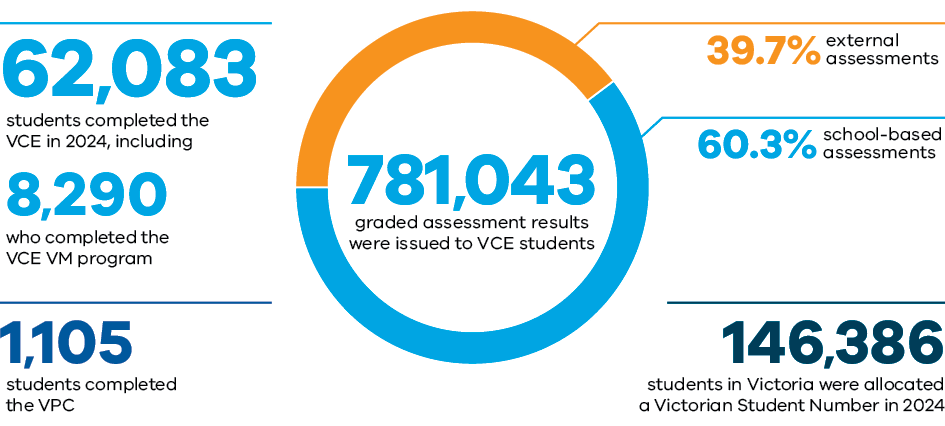 62,083
students completed the
VCE in 2024, including
8,290
who completed the
VCE VM program
1,105
students completed
the VPC
781,043
graded assessment results
were issued to VCE students
39.7% external
assessments
60.3% school-based
assessments
146,386
students in Victoria were allocated
a Victorian Student Number in 2024